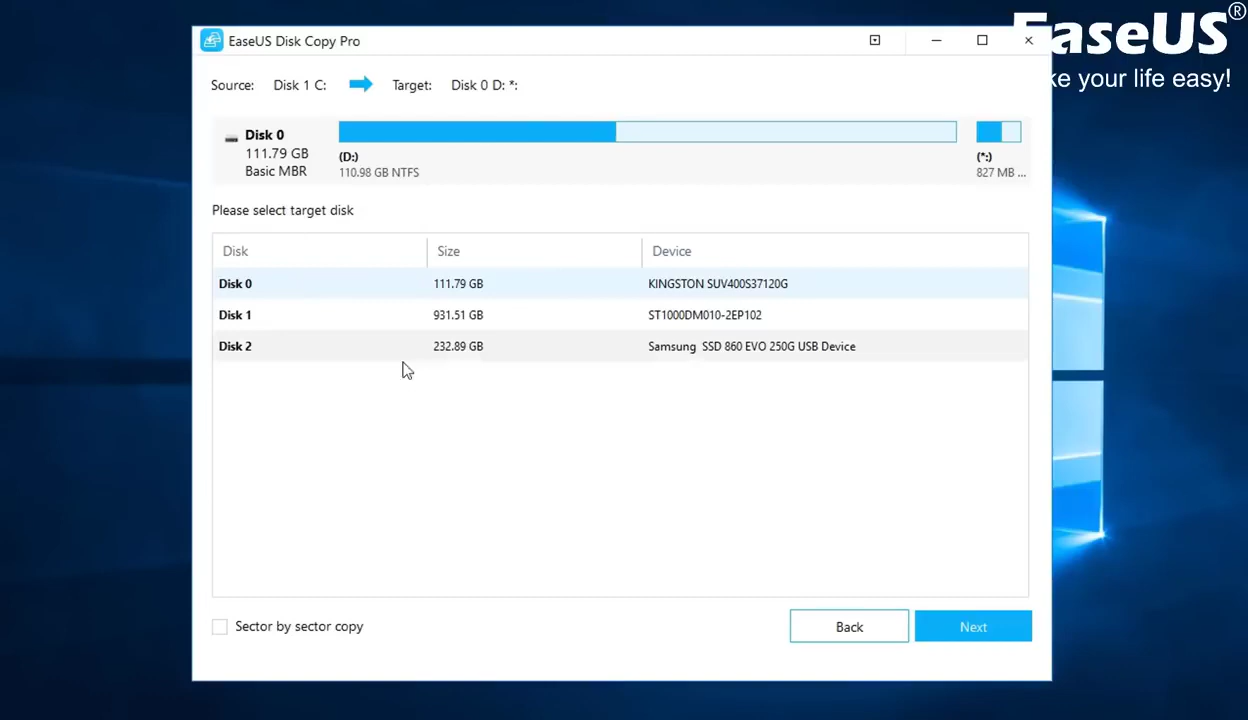 EaseUS Disk Copy Pro
EaseUS®
ke your life easy!
Source: Disk 1 C: Target: Disk 0 D: *:
Disk 0
111.79 GB
Basic MBR
(D:)
110.98 GB NTFS
(*:)
827 MB ...
Please select target disk
Disk Size Device
Disk 0 111.79 GB KINGSTON SUV400S37120G
Disk 1 931.51 GB ST1000DM010-2EP102
Disk 2 232.89 GB Samsung SSD 860 EVO 250G USB Device
Sector by sector copy
Back
Next